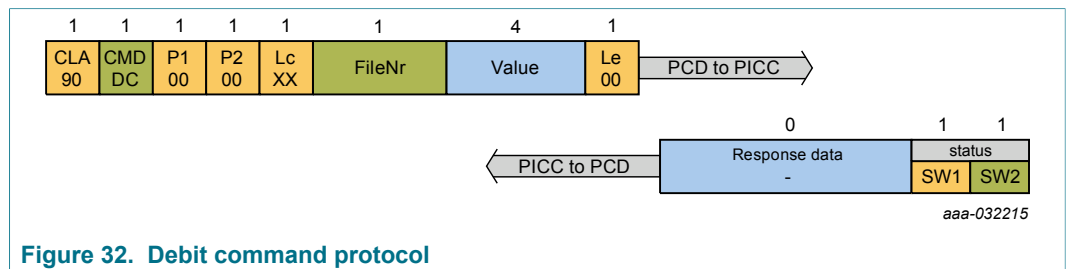 1 1 1 1 1 1 4 1
CLA CMD P1 P2 Lc FileNr Value Le
90 DC 00 00 XX 00
PCD to PICC
0 1 1
Response data status
PICC to PCD
- SW1 SW2
aaa-032215
Figure 32. Debit command protocol